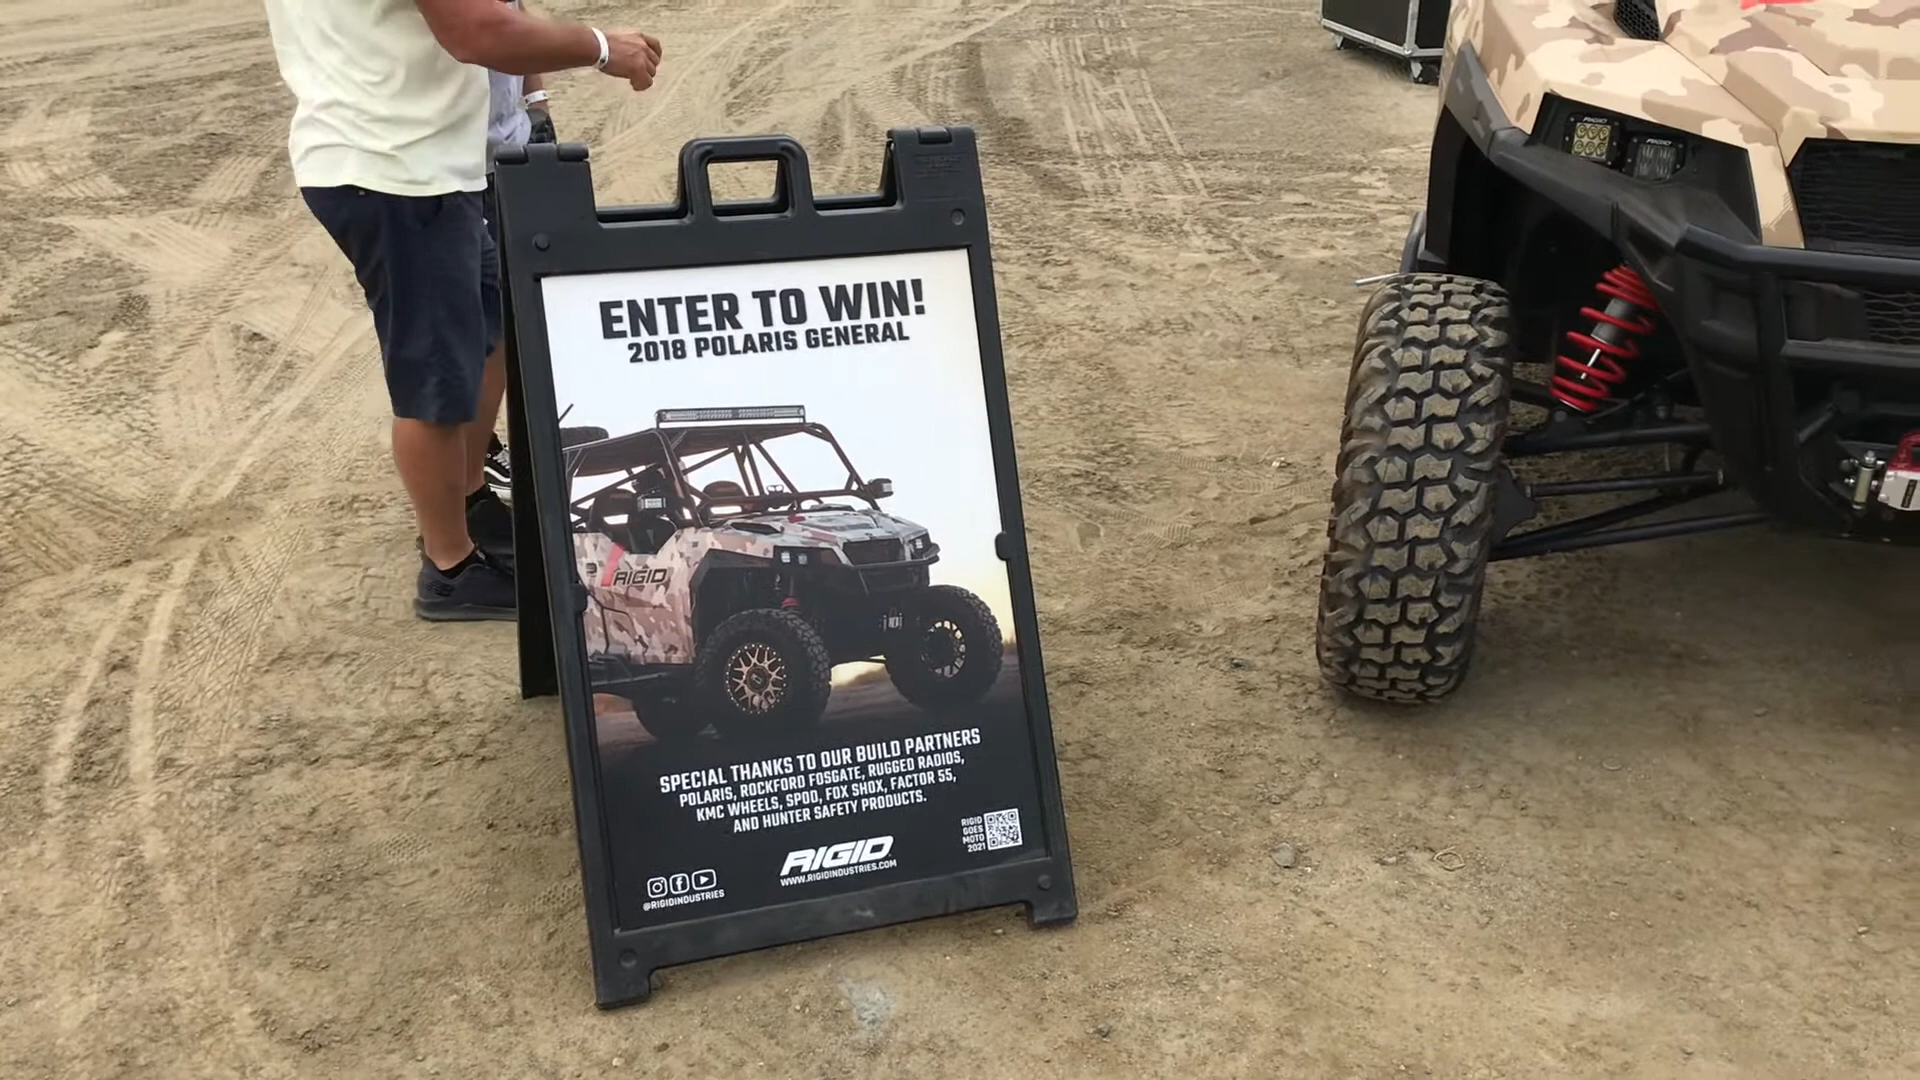 ENTER TO WIN!
2018 POLARIS GENERAL
RIGID
SPECIAL THANKS TO OUR BUILD PARTNERS
POLARIS, ROCKFORD FOSGATE, RUGGED RADIOS,
KMC WHEELS, SPOD, FOX SHOX, FACTOR 55,
AND HUNTER SAFETY PRODUCTS.
RIGID
GOES
MOTO
2021
RIGID
WWW.RIGIDINDUSTRIES.COM
@RIGIDINDUSTRIES
RIGID
RIGID